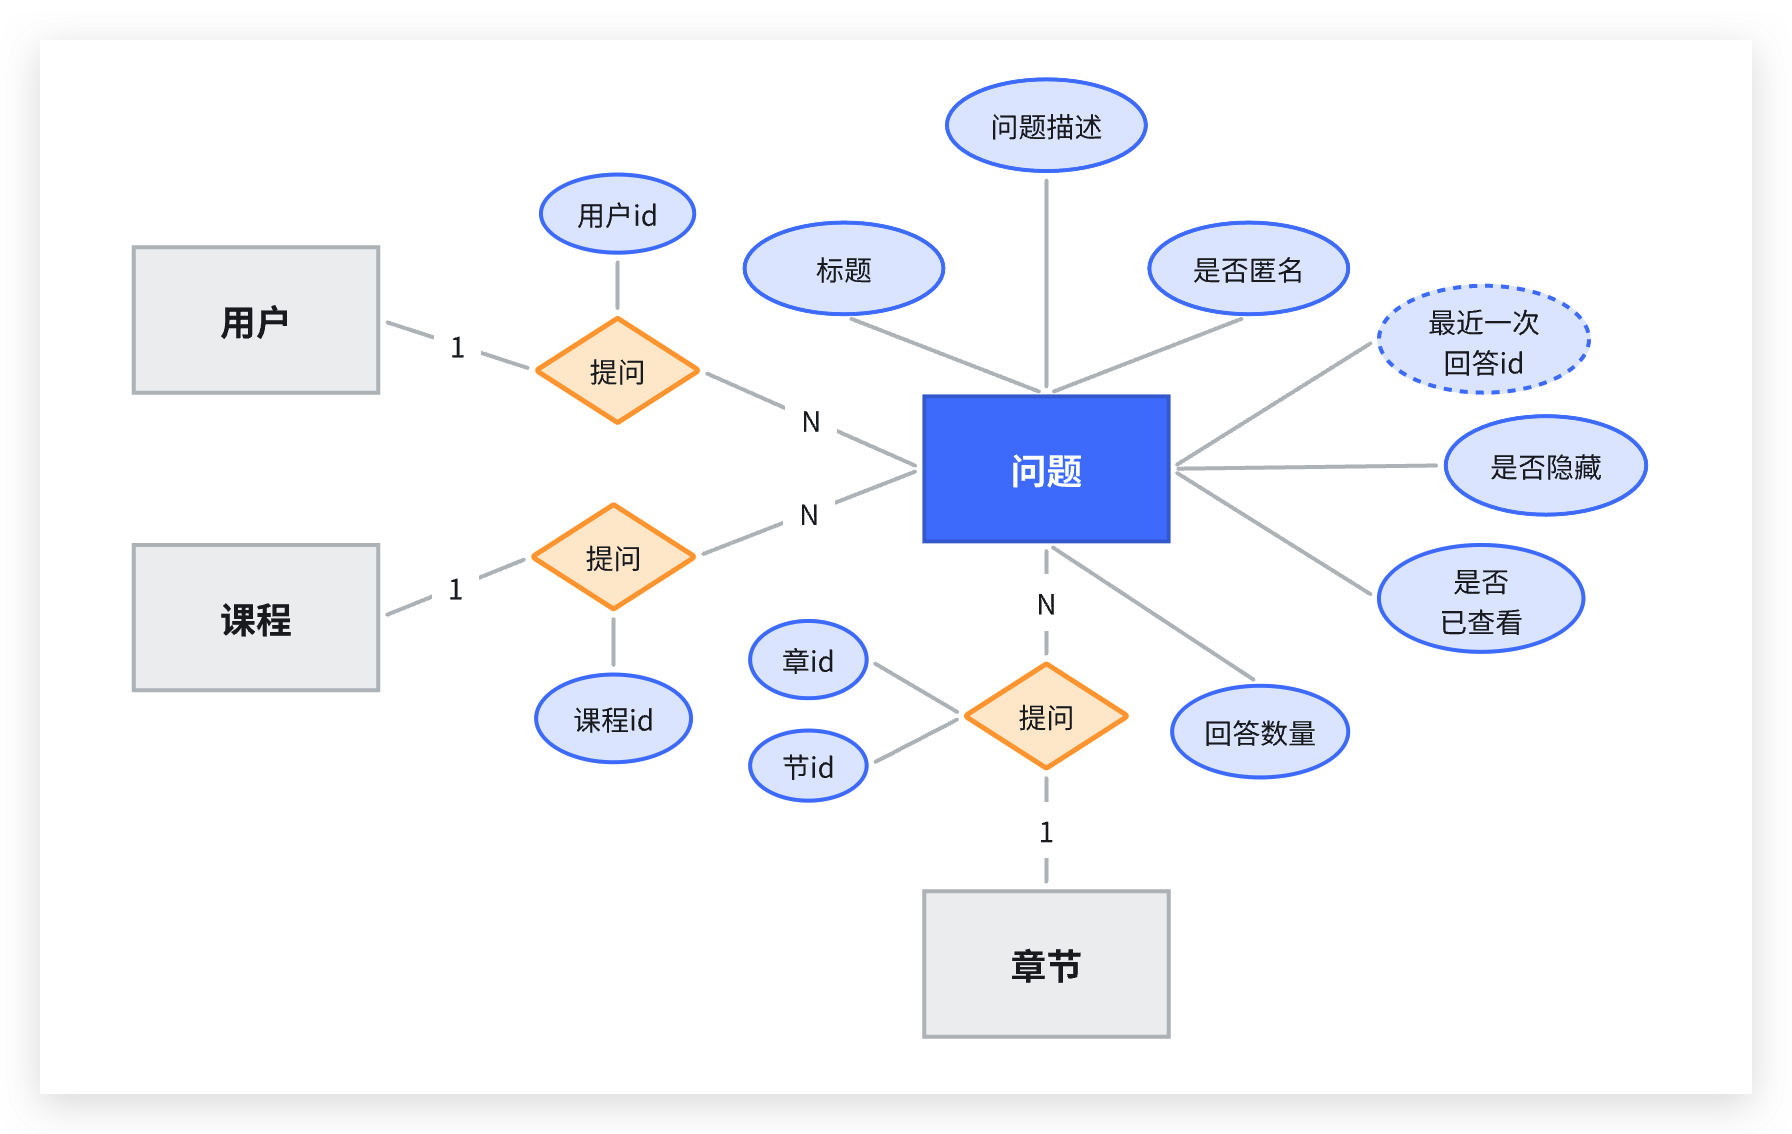 问题描述
用户id
标题
是否匿名
用户
1
提问
N
最近一次
回答id
问题
是否隐藏
课程
1
提问
N
课程id
是否
已查看
N
章id
节id
提问
回答数量
1
章节